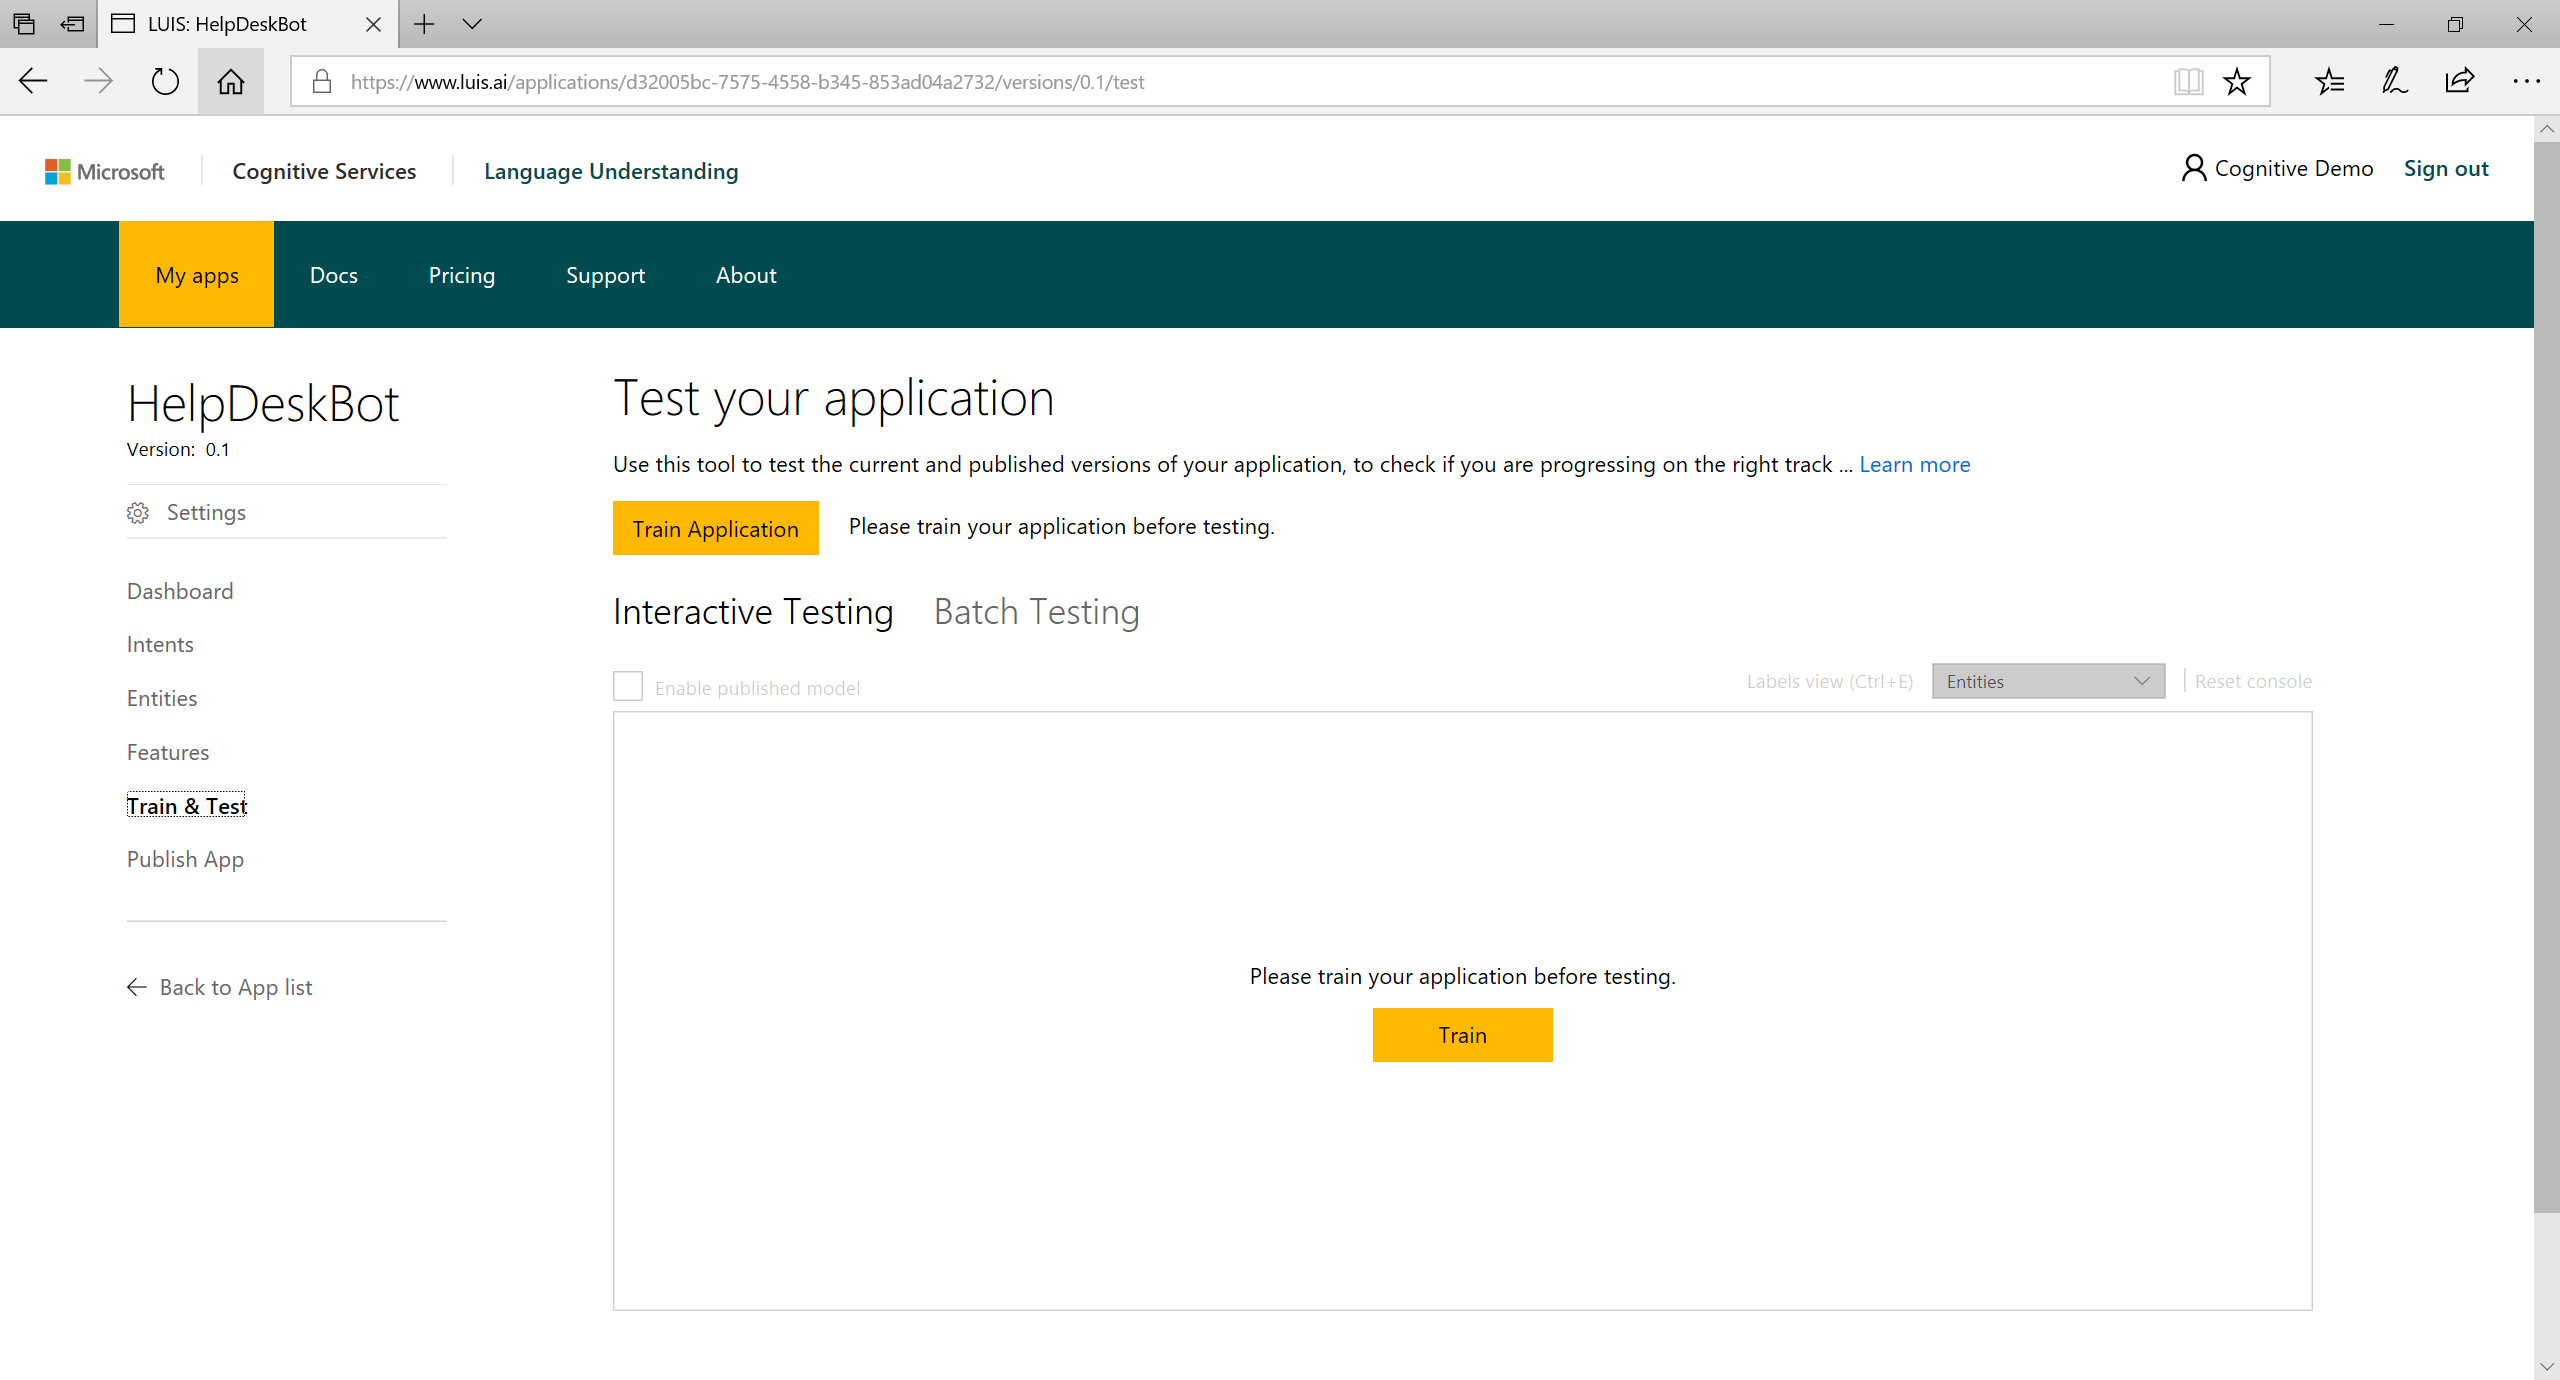 LUIS: HelpDeskBot
https://www.luis.ai/applications/d32005bc-7575-4558-b345-853ad04a2732/versions/0.1/test
Microsoft
Cognitive Services
Language Understanding
Cognitive Demo
Sign out
My apps
Docs
Pricing
Support
About
HelpDeskBot
Version: 0.1
Settings
Dashboard
Intents
Entities
Features
Train & Test
Publish App
Back to App list
Test your application
Use this tool to test the current and published versions of your application, to check if you are progressing on the right track ... Learn more
Train Application
Please train your application before testing.
Interactive Testing
Batch Testing
Enable published model
Labels view (Ctrl+E)
Entities
Reset console
Please train your application before testing.
Train